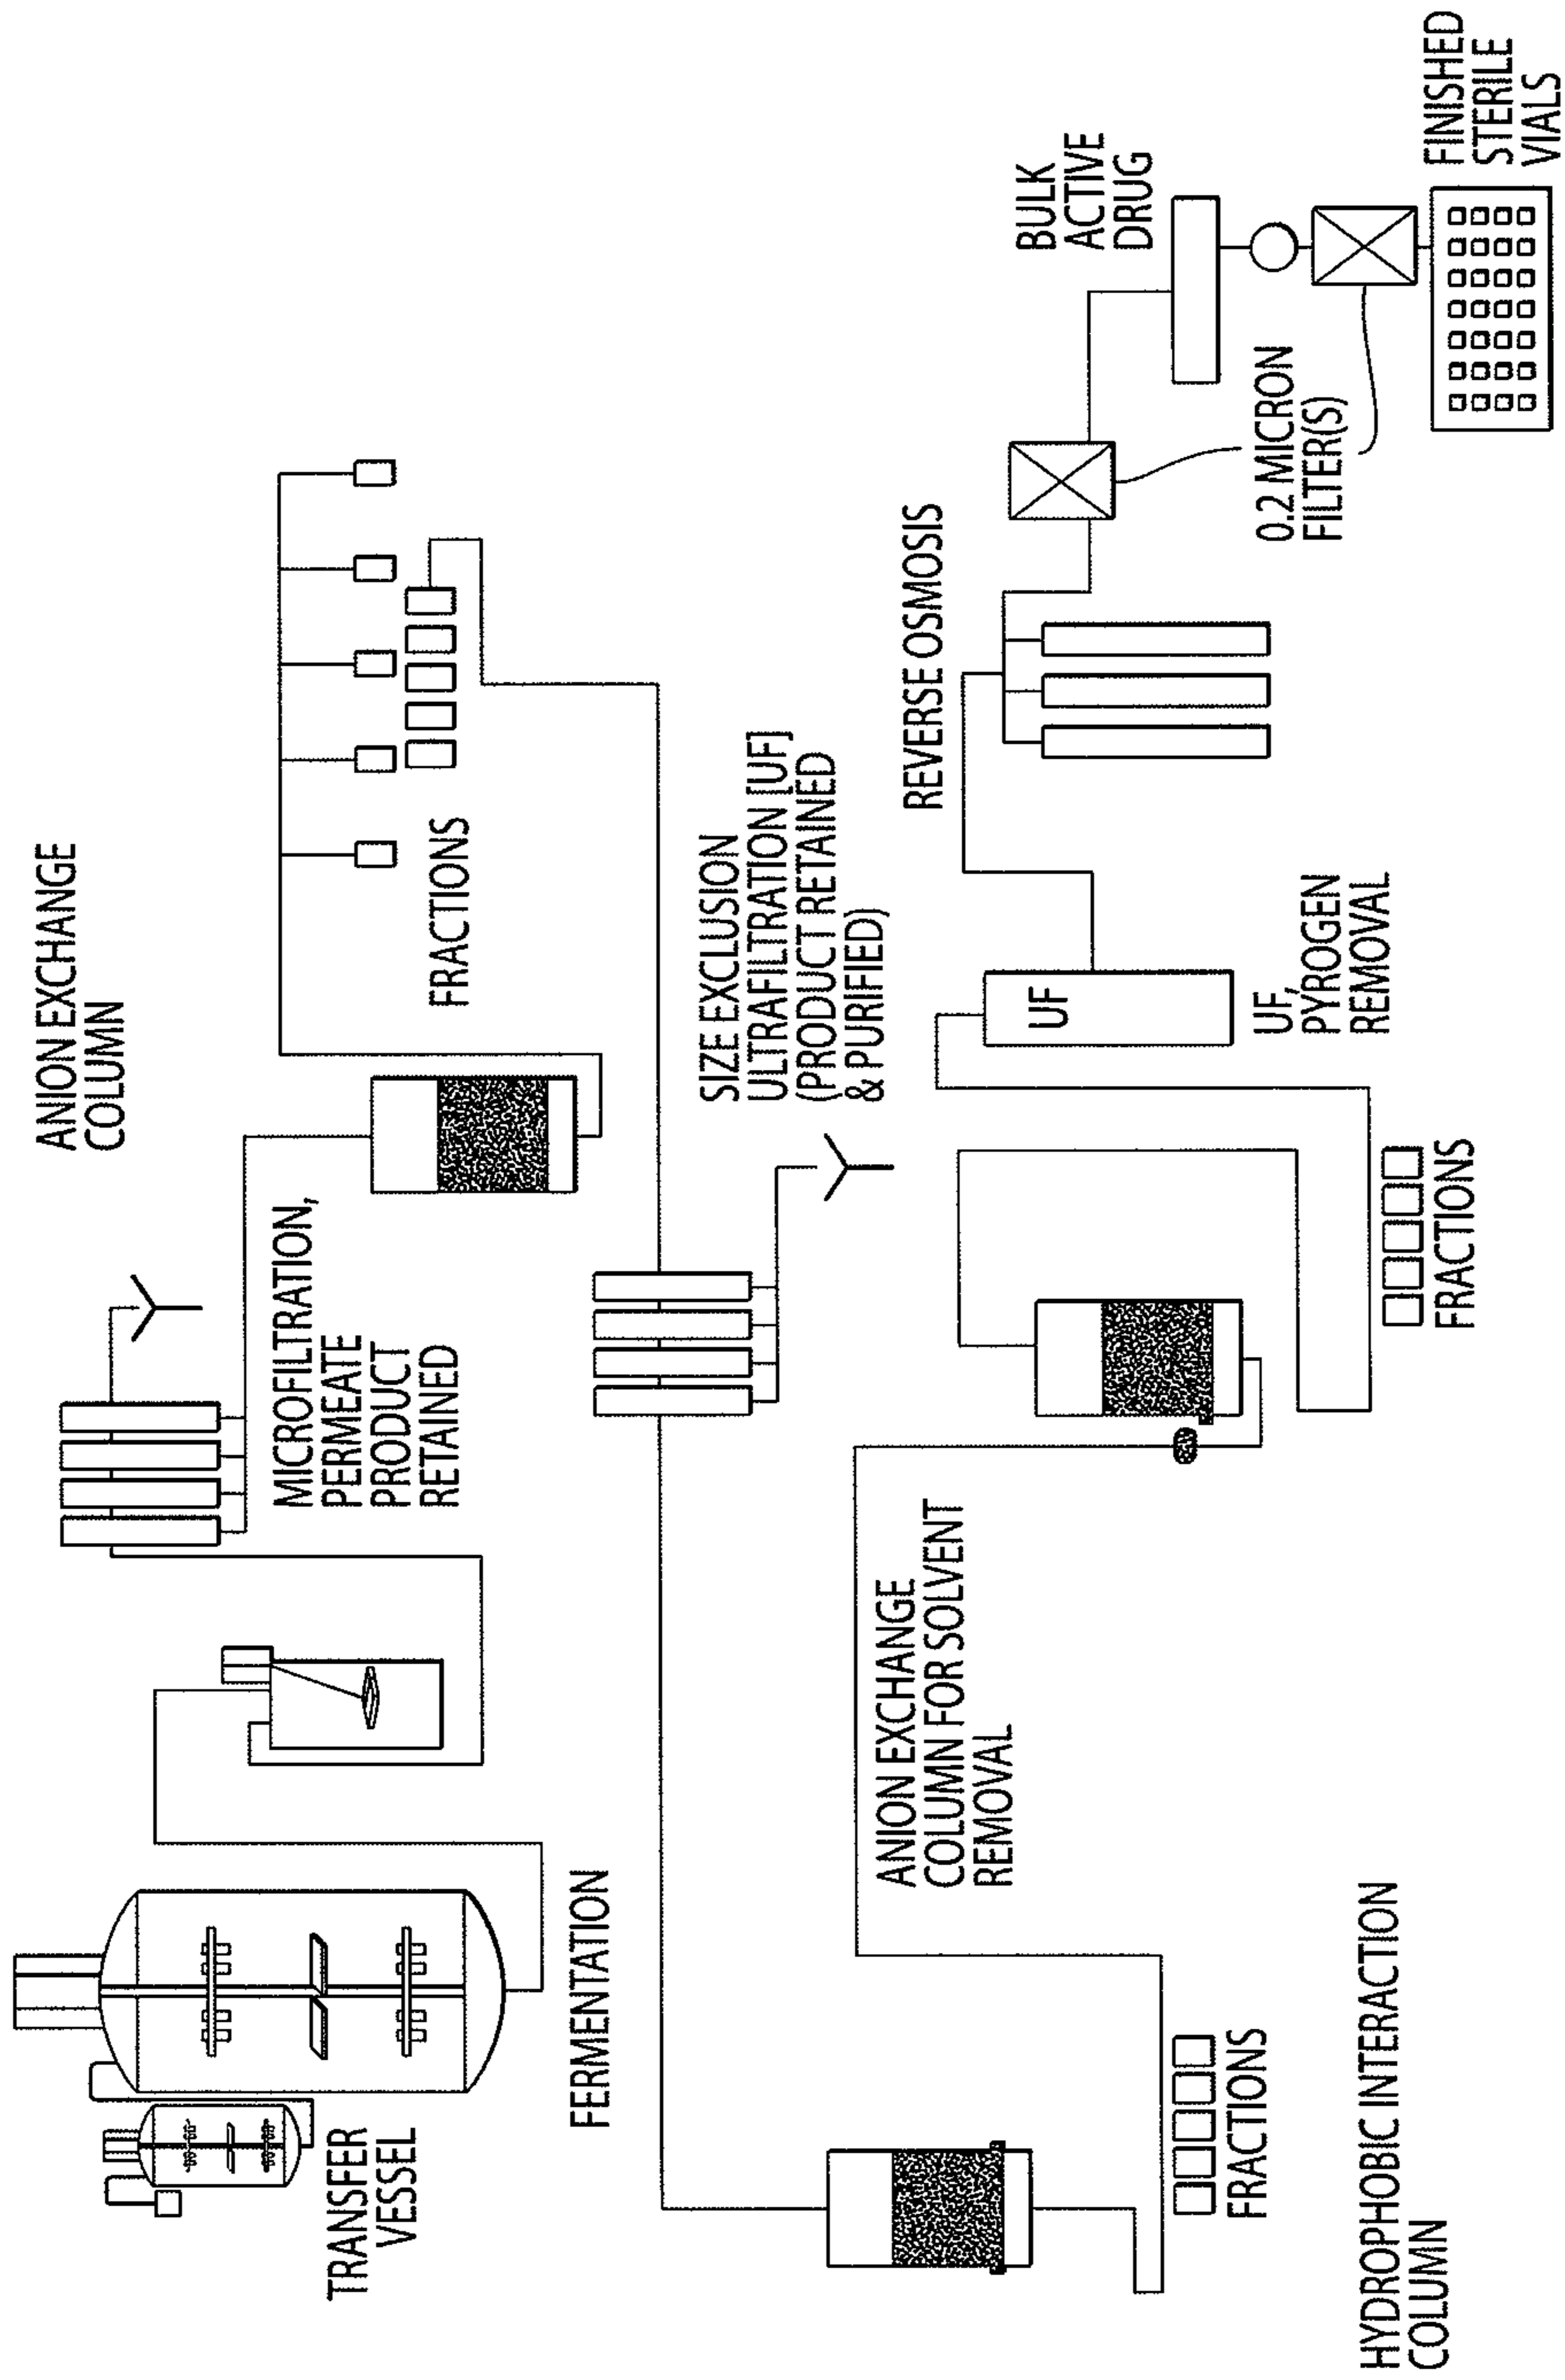 TRANSFER
VESSEL
FERMENTATION
MICROFILTRATION,
PERMEATE
PRODUCT
RETAINED
ANION EXCHANGE
COLUMN
FRACTIONS
SIZE EXCLUSION
ULTRAFILTRATION [UF]
(PRODUCT RETAINED
& PURIFIED)
HYDROPHOBIC INTERACTION
COLUMN
FRACTIONS
ANION EXCHANGE
COLUMN FOR SOLVENT
REMOVAL
FRACTIONS
UF
UF,
PYROGEN
REMOVAL
REVERSE OSMOSIS
0.2 MICRON
FILTER(S)
BULK
ACTIVE
DRUG
FINISHED
STERILE
VIALS